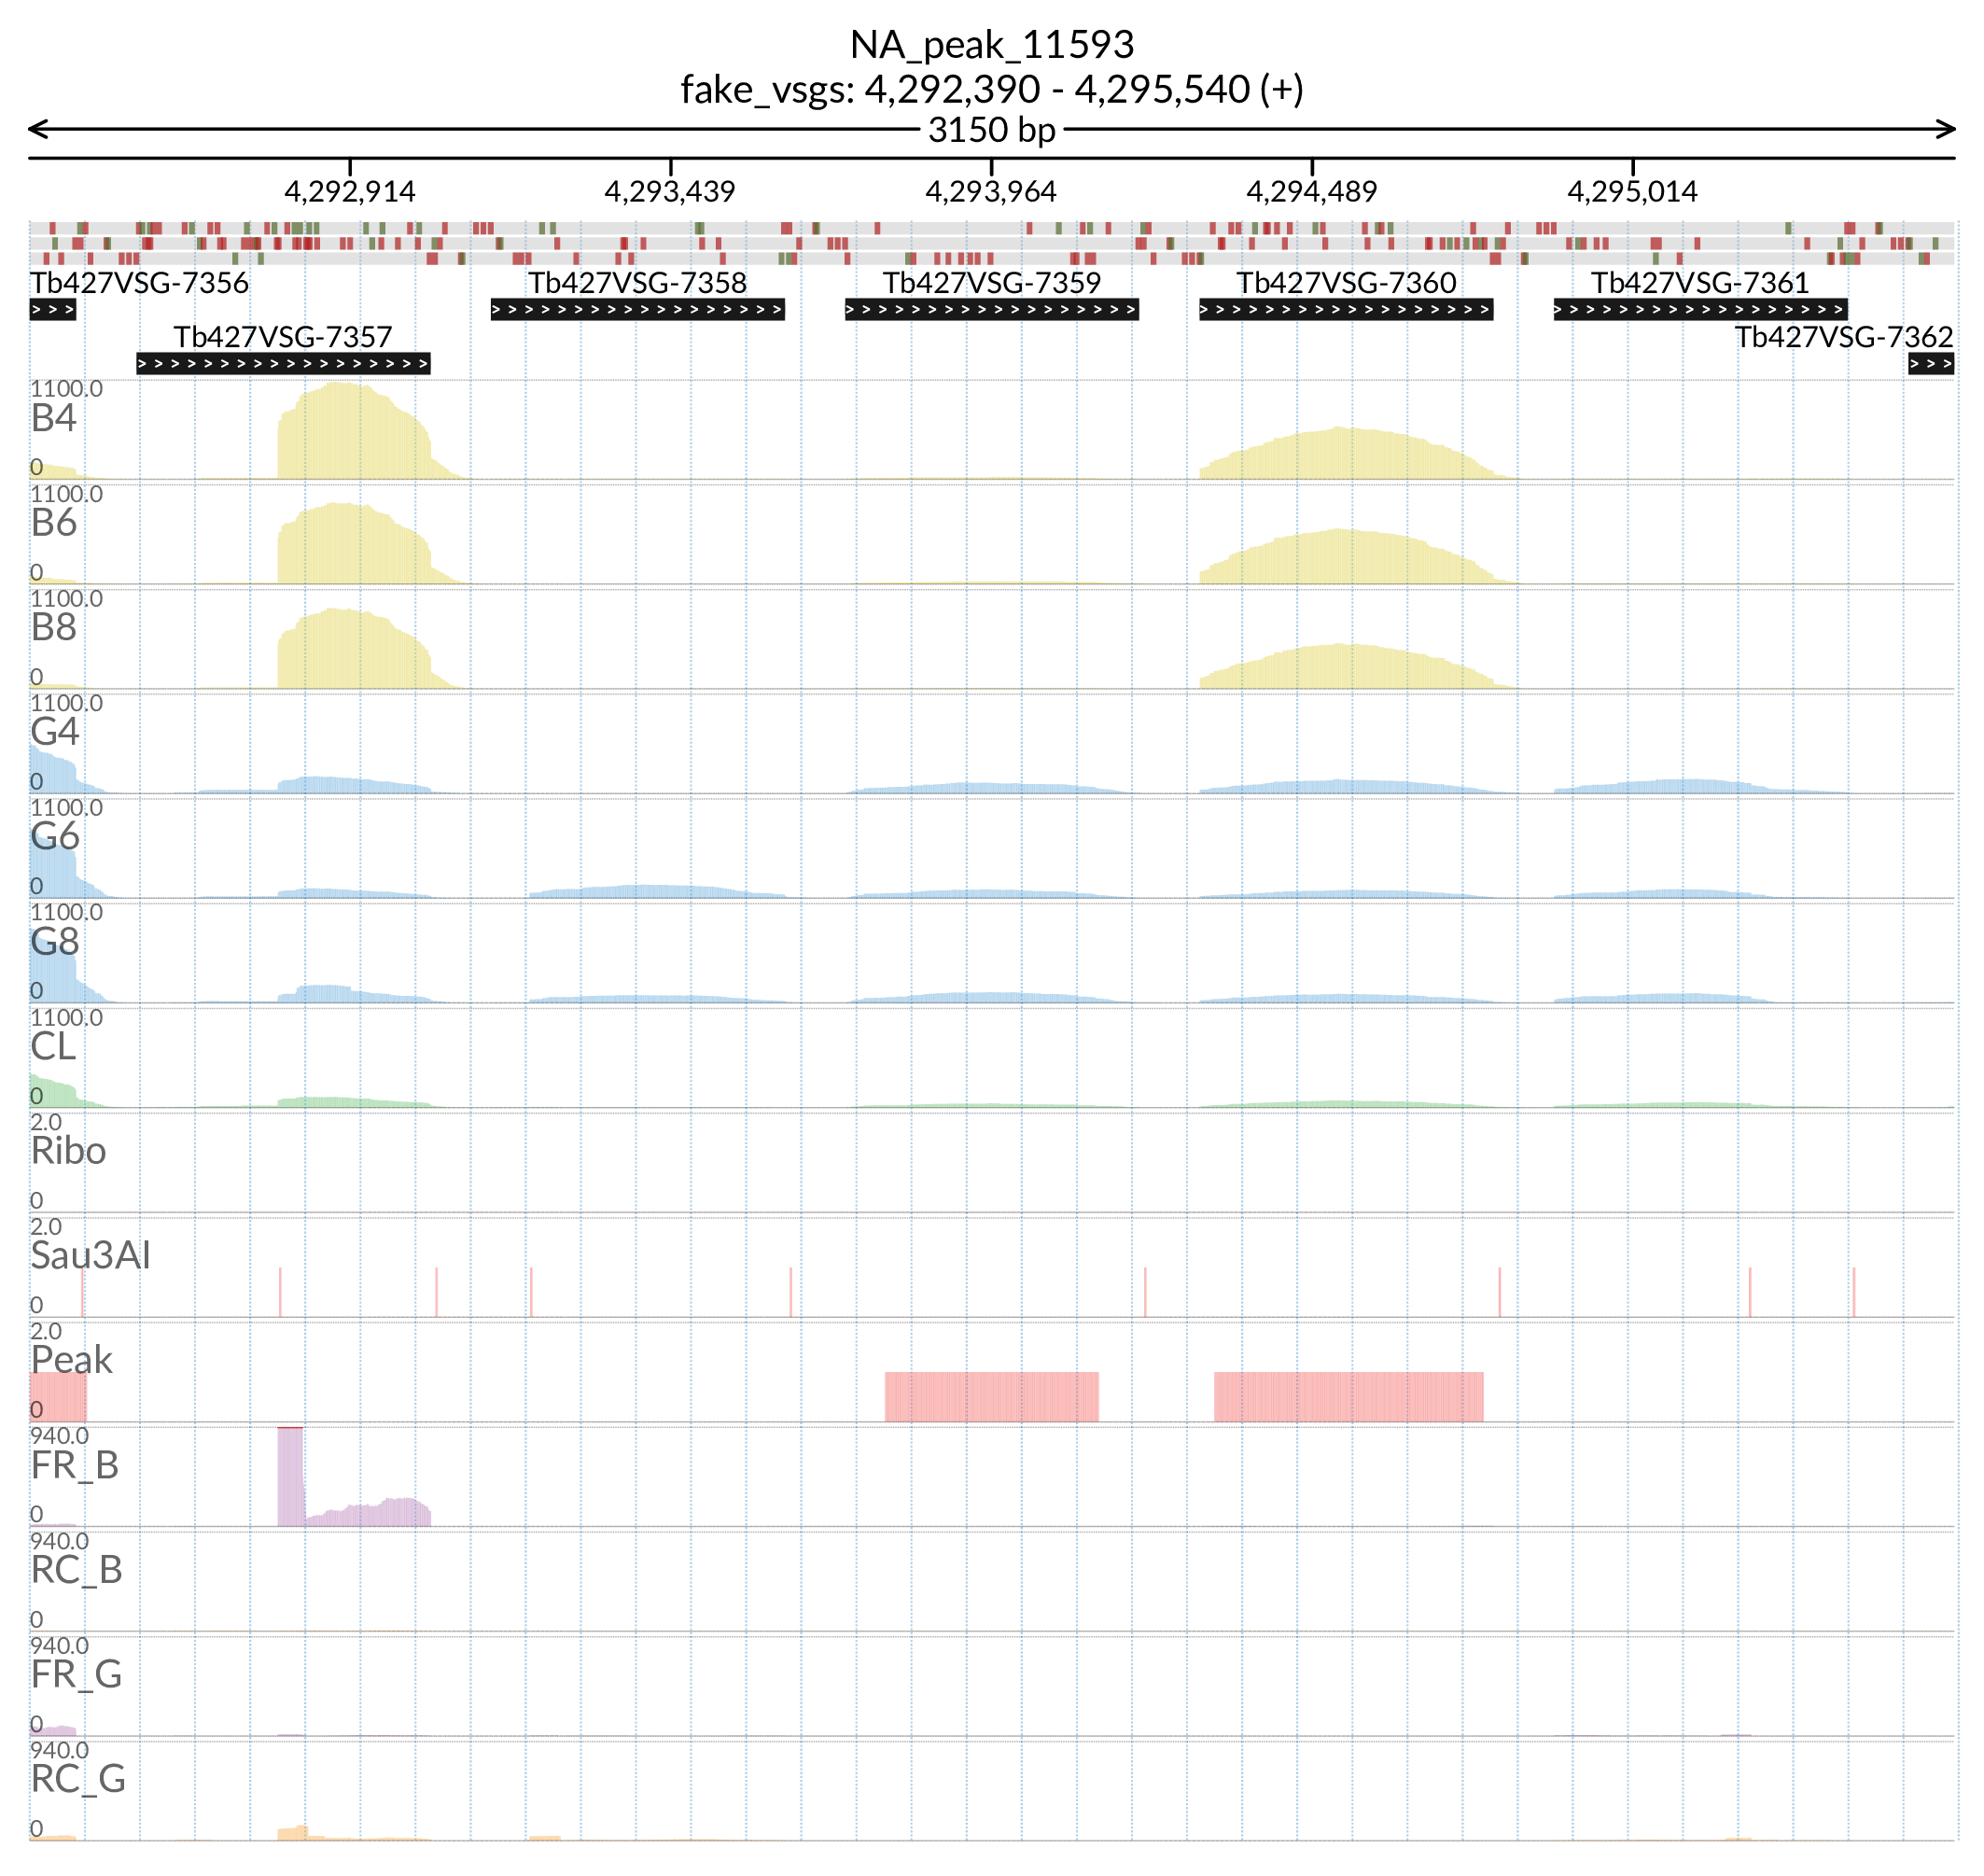 NA_peak_11593
fake_vsgs: 4,292,390 - 4,295,540 (+)
3150 bp
4,292,914 4,293,439 4,293,964 4,294,489 4,295,014
Tb427VSG-7356 Tb427VSG-7358 Tb427VSG-7359 Tb427VSG-7360 Tb427VSG-7361
Tb427VSG-7357 Tb427VSG-7362
1100.0
B4
0
1100.0
B6
0
1100.0
B8
0
1100.0
G4
0
1100.0
G6
0
1100.0
G8
0
1100.0
CL
0
2.0
Ribo
0
2.0
Sau3AI
0
2.0
Peak
0
940.0
FR_B
0
940.0
RC_B
0
940.0
FR_G
0
940.0
RC_G
0